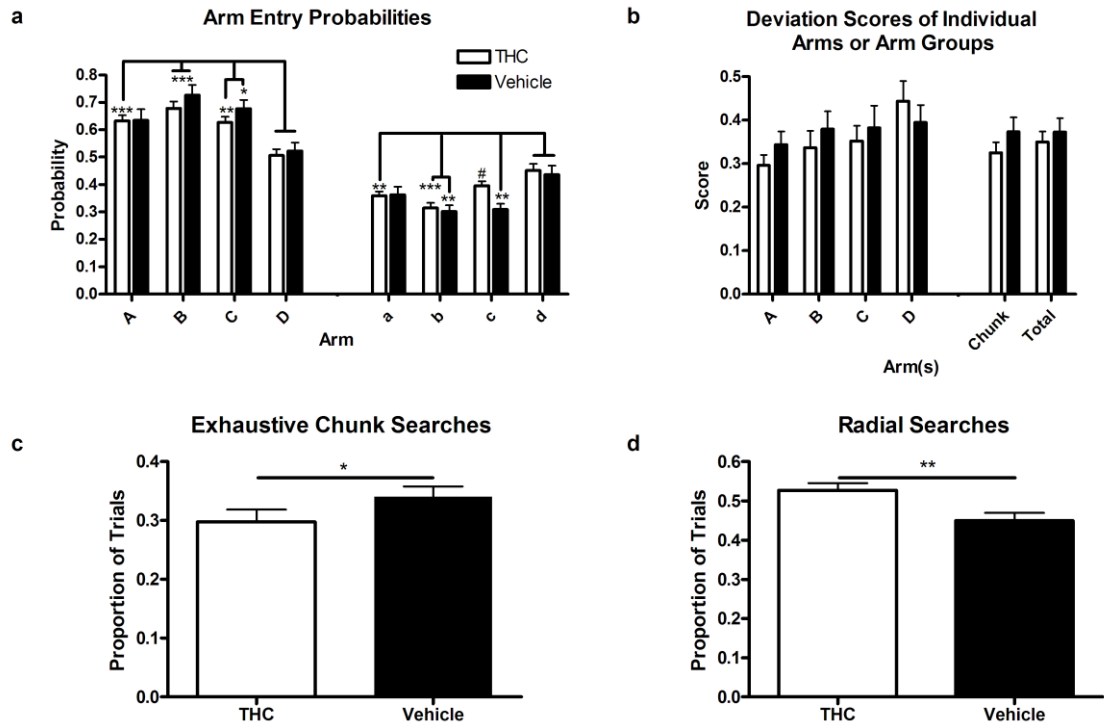 a
Arm Entry Probabilities
THC
Vehicle
Probability
0.8
0.7
0.6
0.5
0.4
0.3
0.2
0.1
0.0
***
***
**
*
**
***
**
#
**
A
B
C
D
a
b
c
d
Arm
b
Deviation Scores of Individual
Arms or Arm Groups
Score
0.5
0.4
0.3
0.2
0.1
0.0
A
B
C
D
Chunk
Total
Arm(s)
c
Exhaustive Chunk Searches
Proportion of Trials
0.4
0.3
0.2
0.1
0.0
*
THC
Vehicle
d
Radial Searches
Proportion of Trials
0.6
0.5
0.4
0.3
0.2
0.1
0.0
**
THC
Vehicle